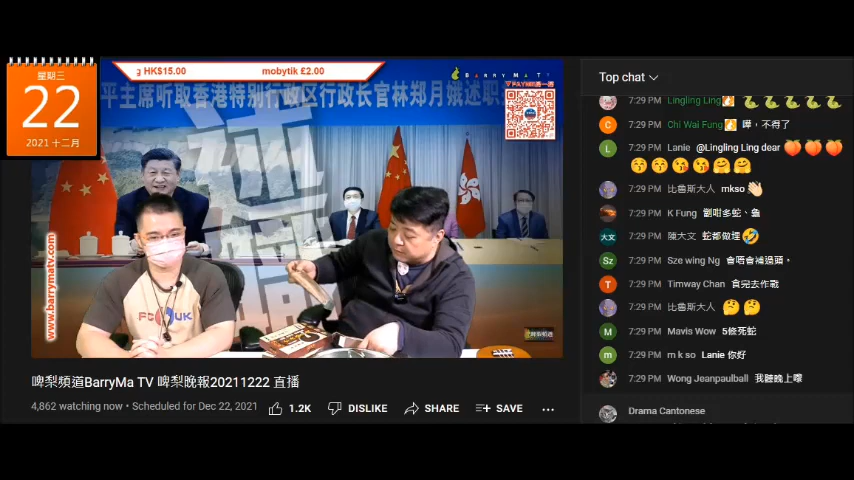 g HK$15.00
mobytik £2.00
BARRYMATV
平主席听取香港特别行政区行政长官林郑月娥述职
星期三
22
2021 十二月
流
www.barrymatv.com
啤梨頻道BarryMa TV 啤梨晚報20211222 直播
4,862 watching now • Scheduled for Dec 22, 2021
1.2K
DISLIKE
SHARE
SAVE
Top chat
7:29 PM Lingling Ling
C 7:29 PM Chi Wai Fung 嘩，不得了
L 7:29 PM Lanie @Lingling Ling dear
7:29 PM 比魯斯大人 mkso
7:29 PM K Fung 劏咁多蛇、龜
大文 7:29 PM 陳大文 蛇都做埋
Sz 7:29 PM Sze wing Ng 會唔會補過頭。
T 7:29 PM Timway Chan 食完去作戰
7:29 PM 比魯斯大人
M 7:29 PM Mavis Wow 5條死蛇
m 7:29 PM m k so Lanie 你好
7:29 PM Wong Jeanpaulball 我聽晚上嚟
Drama Cantonese